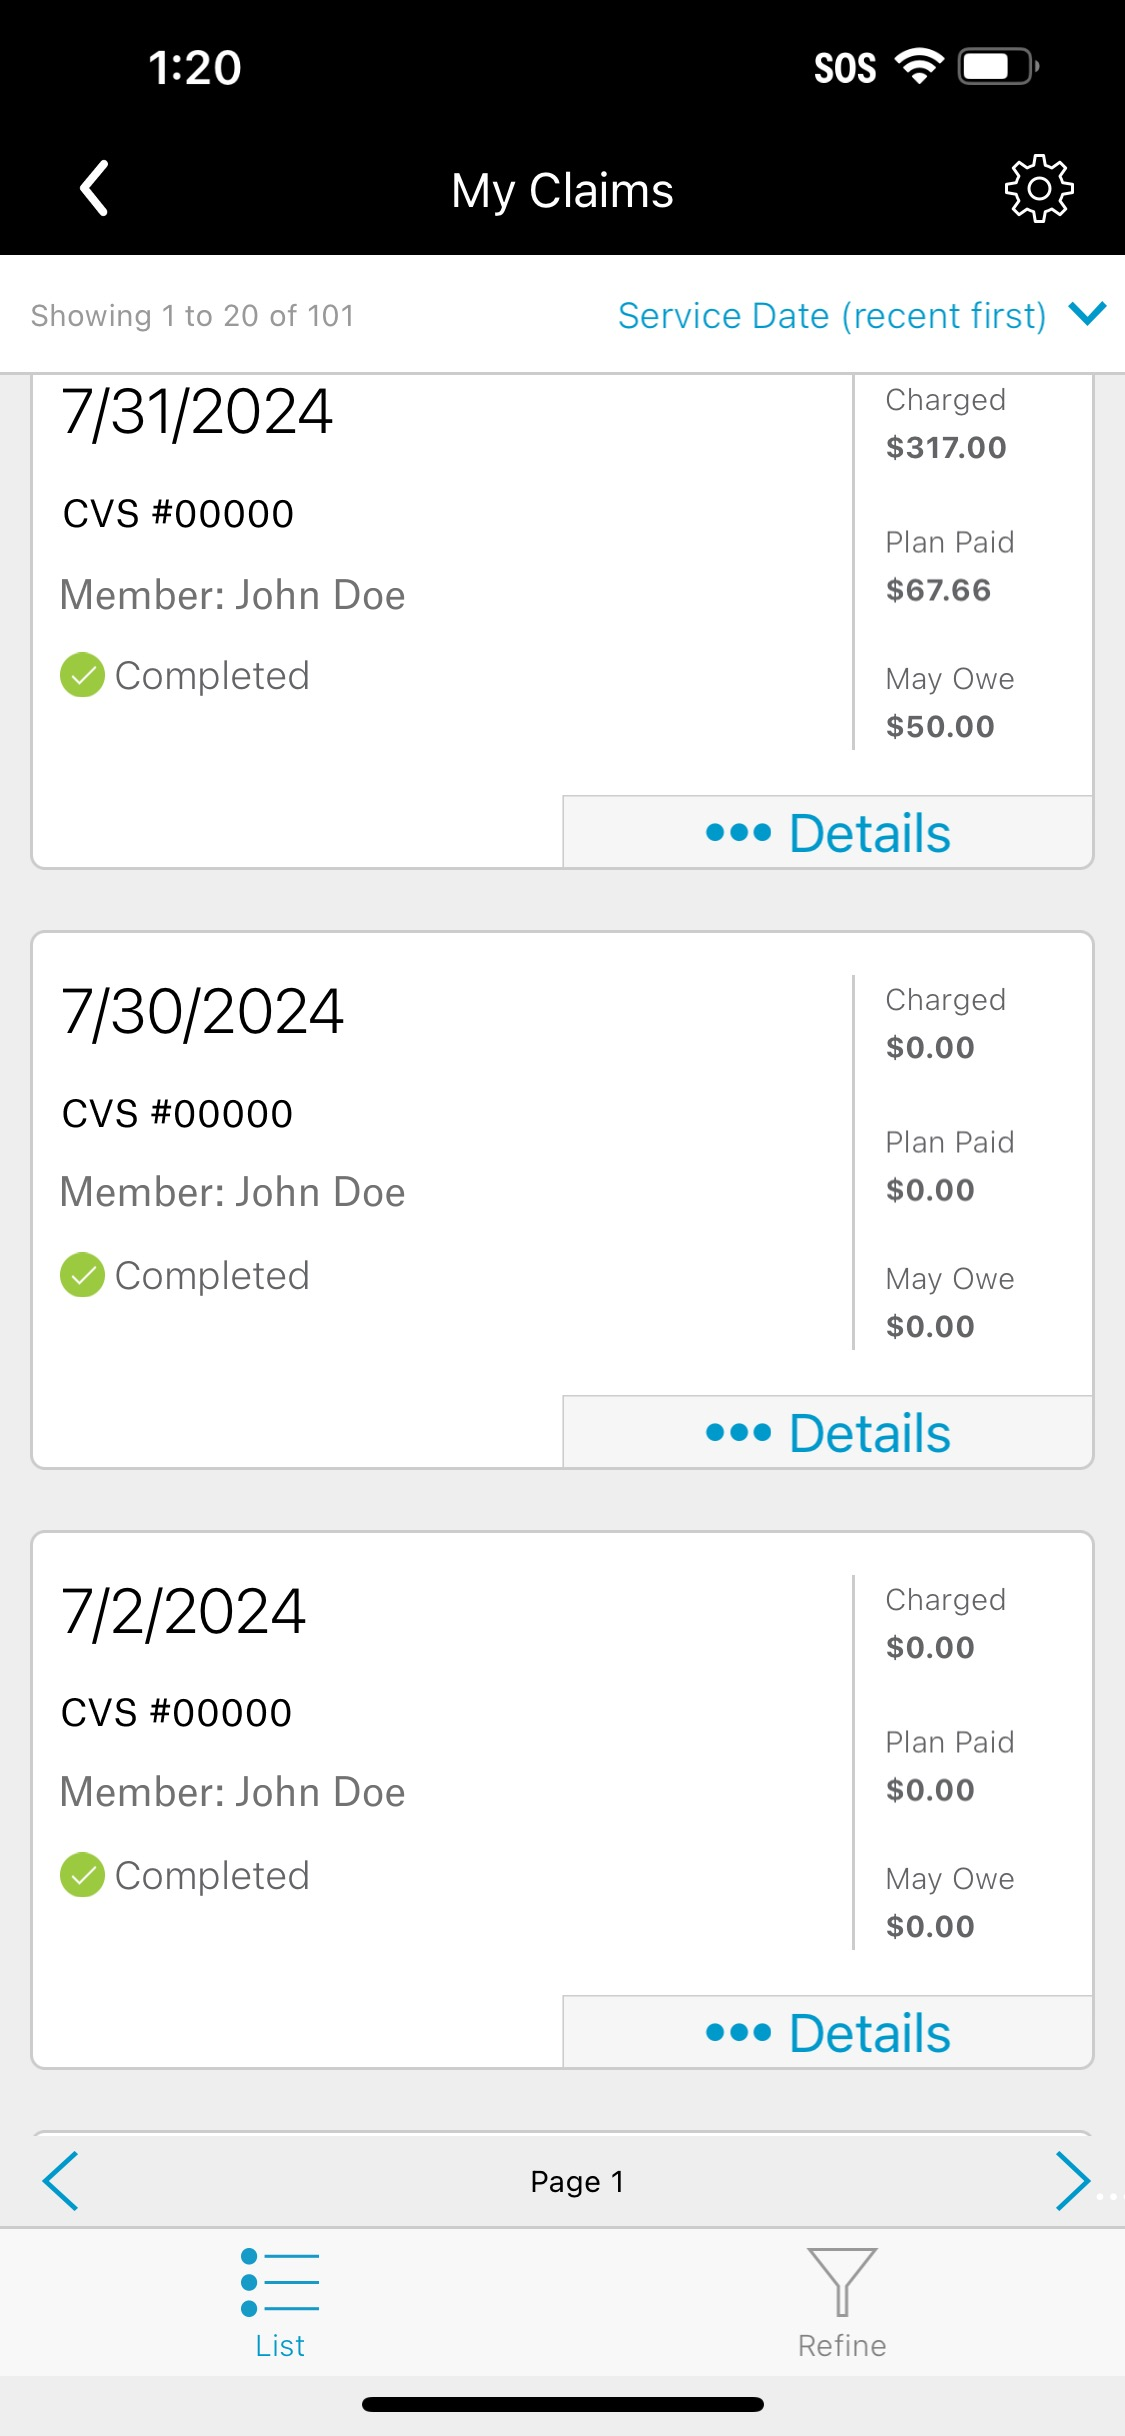 1:20 SOS
My Claims
Showing 1 to 20 of 101 Service Date (recent first)
7/31/2024
CVS #00000
Member: John Doe
Completed
Charged
$317.00
Plan Paid
$67.66
May Owe
$50.00
Details
7/30/2024
CVS #00000
Member: John Doe
Completed
Charged
$0.00
Plan Paid
$0.00
May Owe
$0.00
Details
7/2/2024
CVS #00000
Member: John Doe
Completed
Charged
$0.00
Plan Paid
$0.00
May Owe
$0.00
Details
Page 1
List Refine